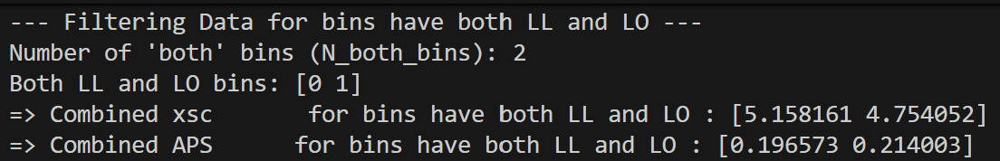 --- Filtering Data for bins have both LL and LO ---
Number of 'both' bins (N_both_bins): 2
Both LL and LO bins: [0 1]
=> Combined xsc       for bins have both LL and LO : [5.158161 4.754052]
=> Combined APS      for bins have both LL and LO : [0.196573 0.214003]